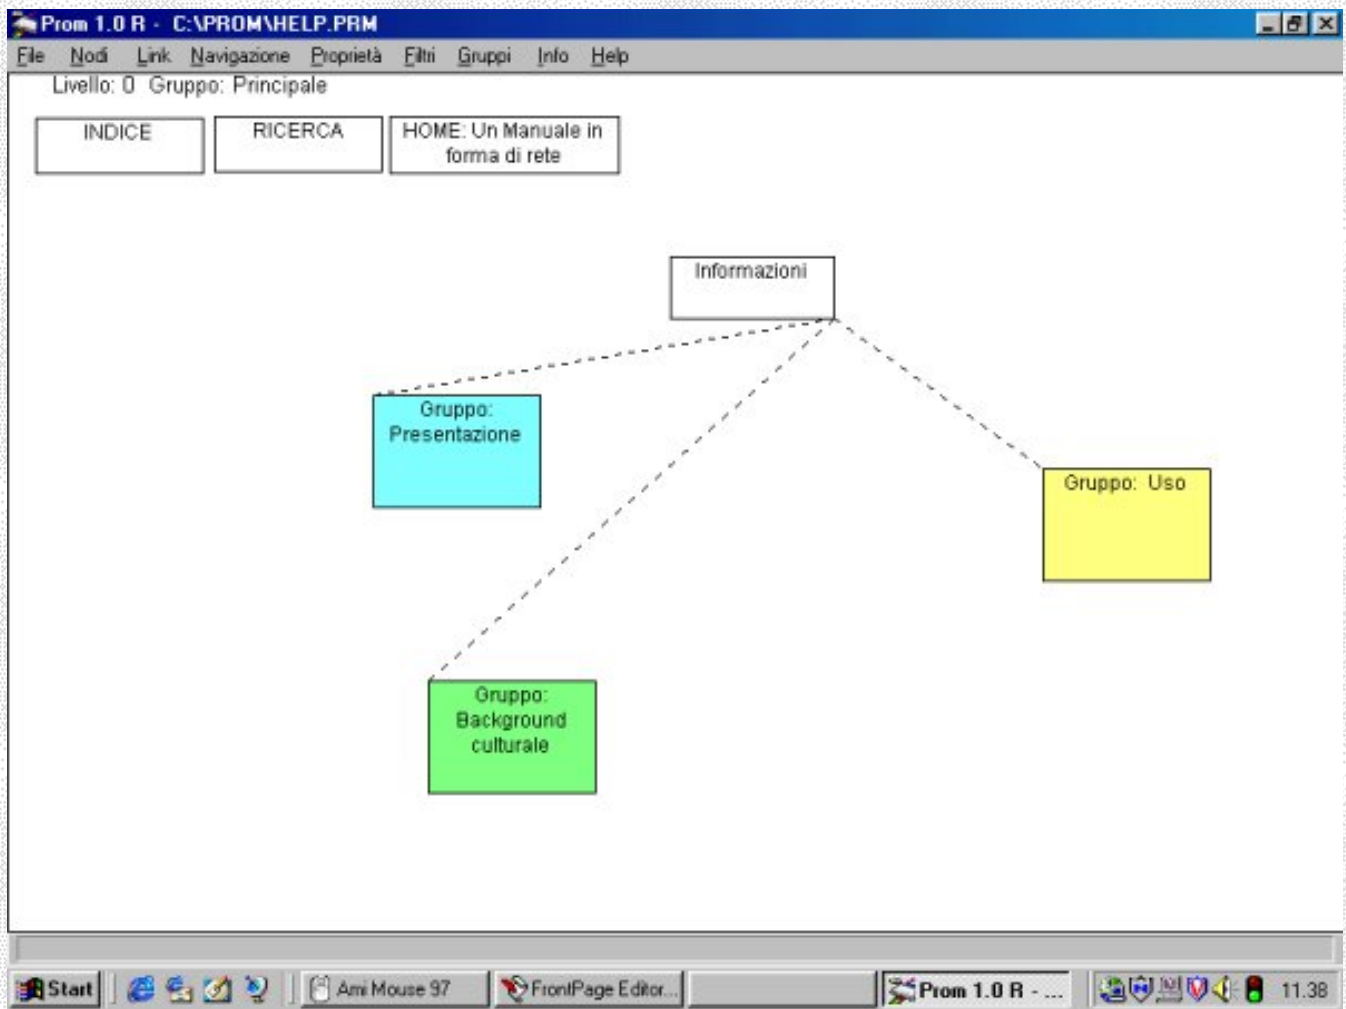 Prom 1.0 R - C:\PROM\HELP.PRM
File Nodi Link Navigazione Proprietà Filtri Gruppi Info Help
Livello: 0 Gruppo: Principale
INDICE
RICERCA
HOME: Un Manuale in
forma di rete
Informazioni
Gruppo:
Presentazione
Gruppo: Uso
Gruppo:
Background
culturale
Start
Ami Mouse 97
FrontPage Editor...
Prom 1.0 R - ...
11.38